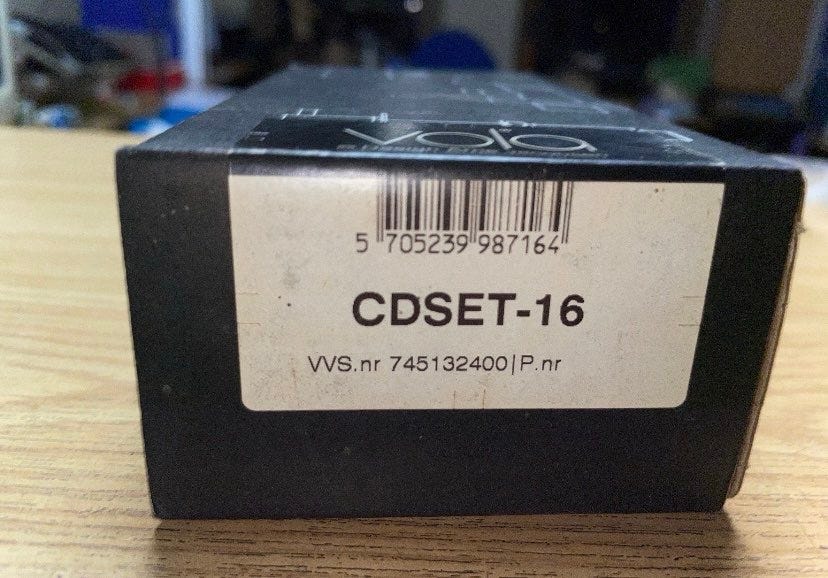 vola
5 705239 987164
CDSET-16
VVS.nr 745132400|P.nr